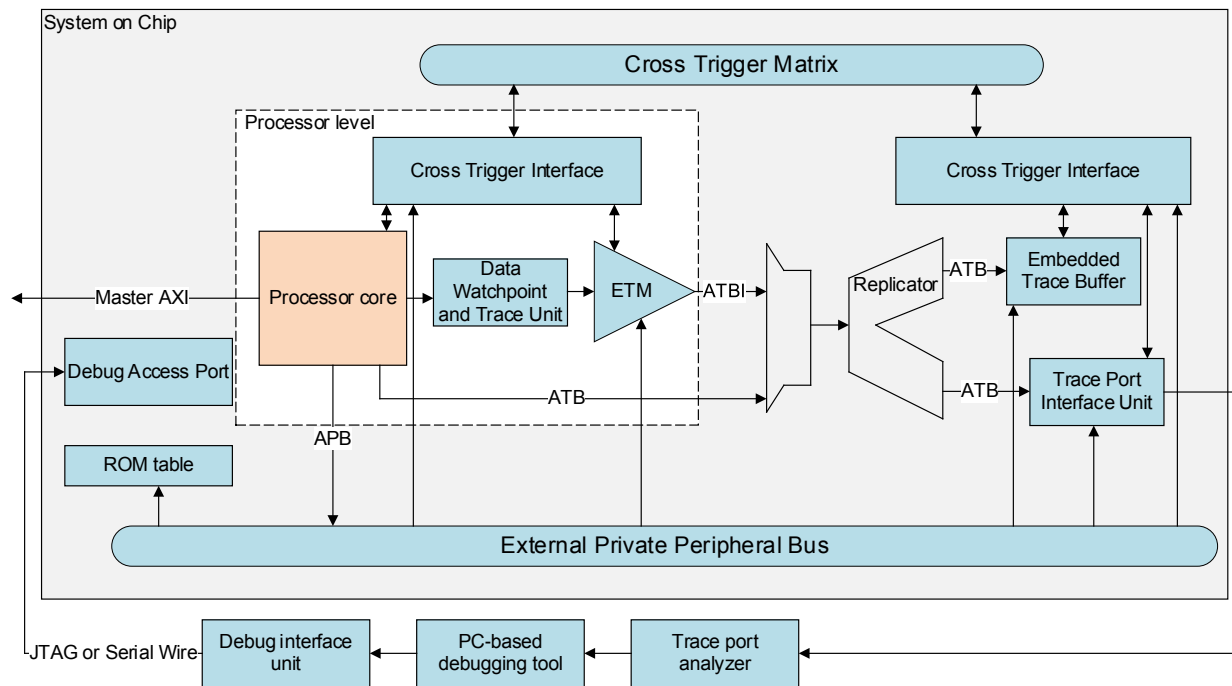 System on Chip
Cross Trigger Matrix
Processor level
Cross Trigger Interface
Cross Trigger Interface
Processor core
Data
Watchpoint
and Trace Unit
ETM
ATBI
Replicator
ATB
Embedded
Trace Buffer
Master AXI
Debug Access Port
ATB
ATB
Trace Port
Interface Unit
APB
ROM table
External Private Peripheral Bus
JTAG or Serial Wire
Debug interface
unit
PC-based
debugging tool
Trace port
analyzer